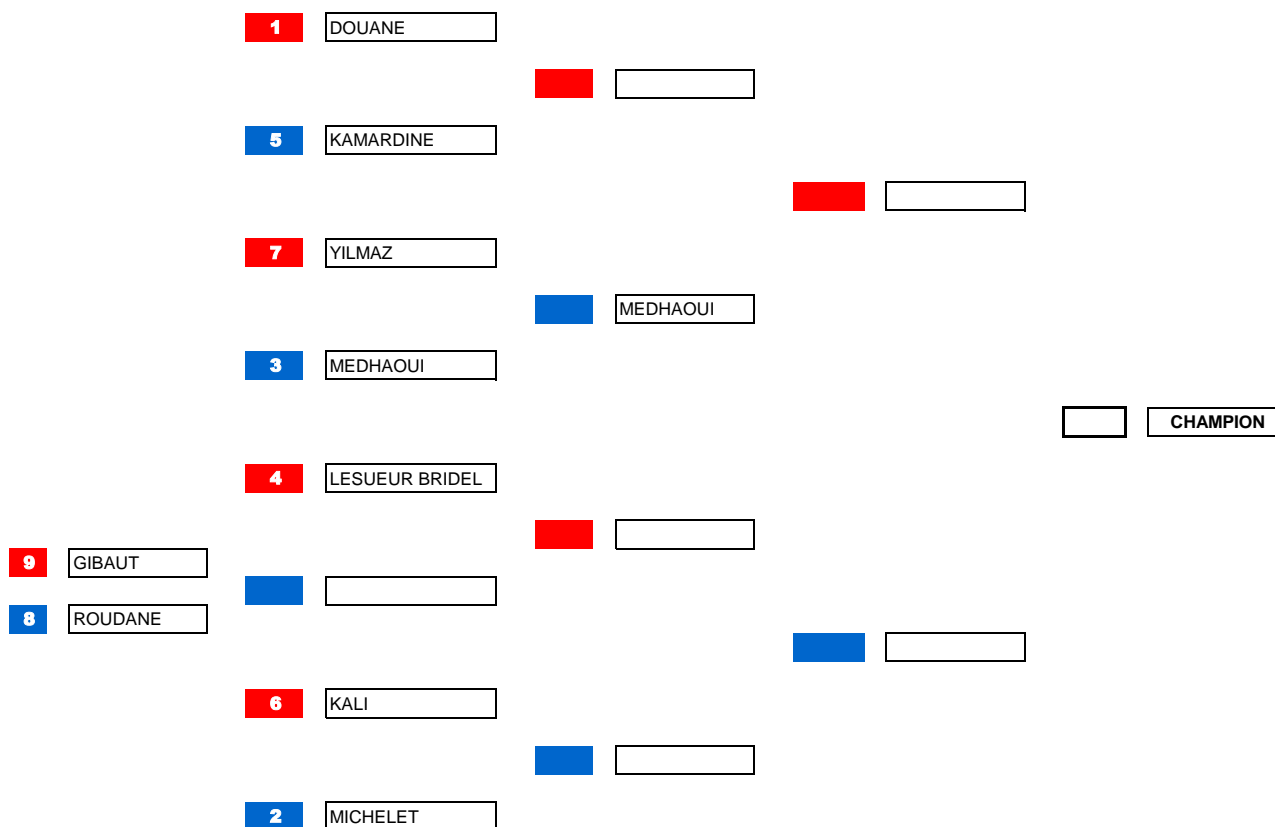 1 DOUANE
5 KAMARDINE
7 YILMAZ
MEDHAOUI
3 MEDHAOUI
CHAMPION
4 LESUEUR BRIDEL
9 GIBAUT
8 ROUDANE
6 KALI
2 MICHELET